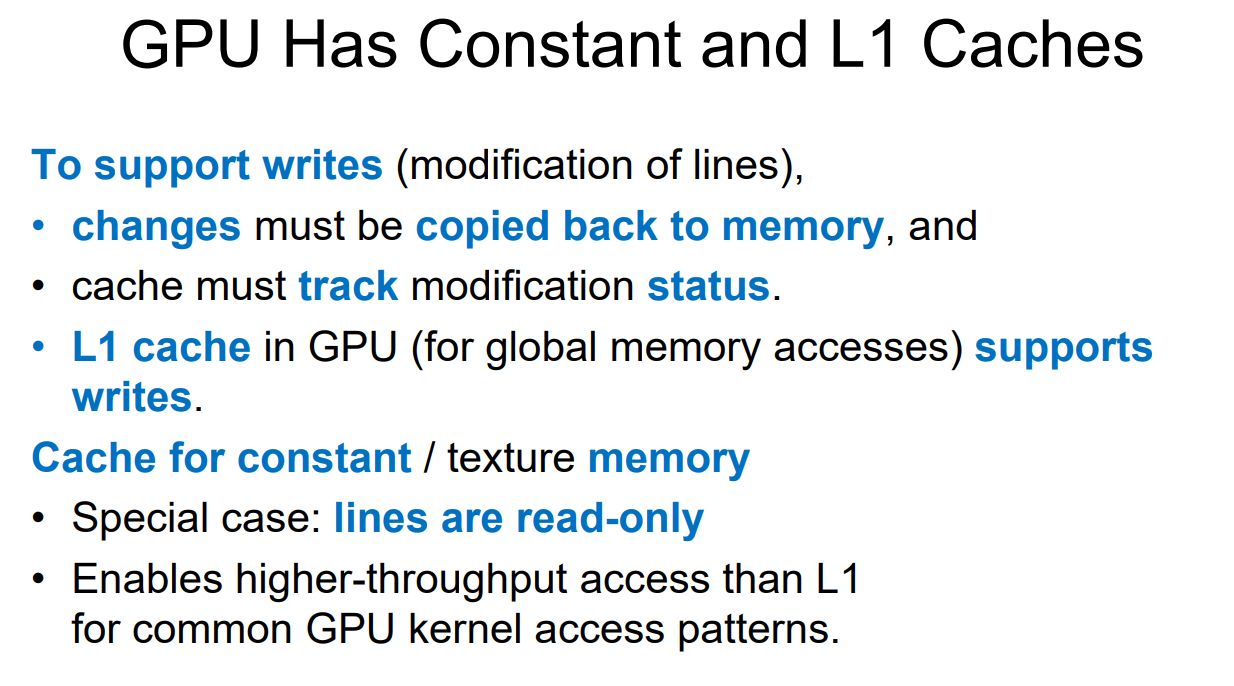 GPU Has Constant and L1 Caches
To support writes (modification of lines),
• changes must be copied back to memory, and
• cache must track modification status.
• L1 cache in GPU (for global memory accesses) supports
writes.
Cache for constant / texture memory
• Special case: lines are read-only
• Enables higher-throughput access than L1
for common GPU kernel access patterns.